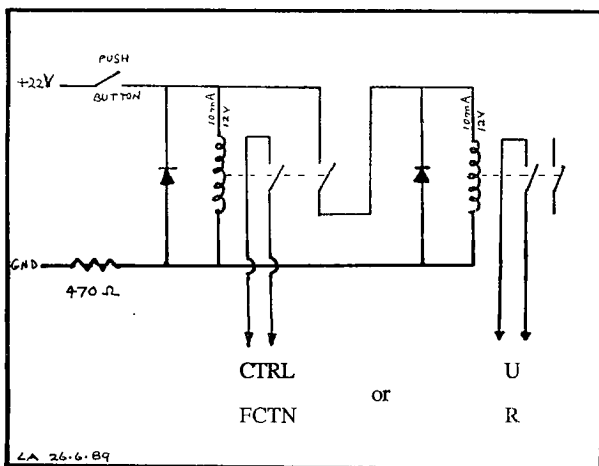 PUSH
+22V
BUTTON
10mA
12V
10mA
12V
GND
470 Ω
CTRL
U
or
FCTN
R
LA 26.6.89